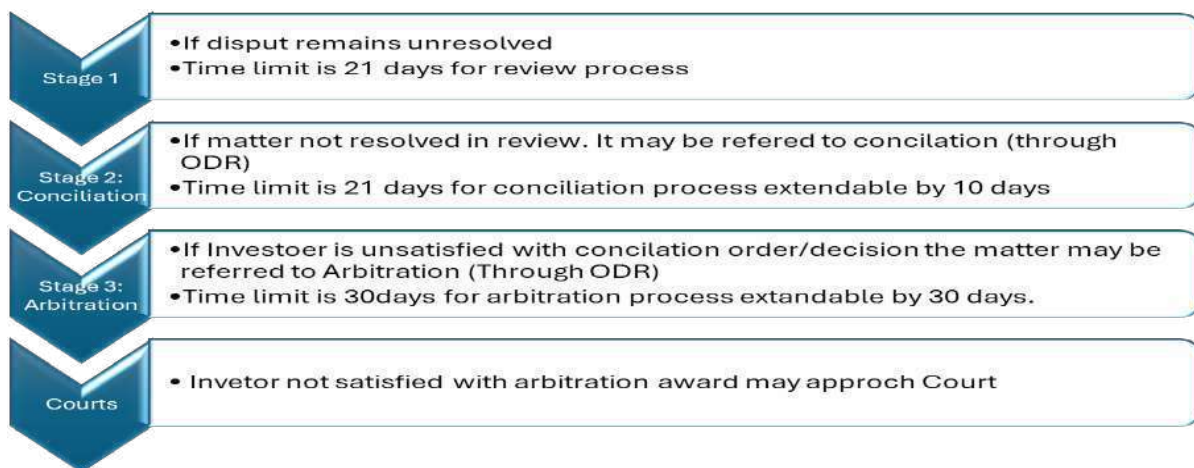 Stage 1
•If disput remains unresolved
•Time limit is 21 days for review process
Stage 2:
Conciliation
•If matter not resolved in review. It may be refered to concilation (through
ODR)
•Time limit is 21 days for conciliation process extendable by 10 days
Stage 3:
Arbitration
•If Investoer is unsatisfied with concilation order/decision the matter may be
referred to Arbitration (Through ODR)
•Time limit is 30days for arbitration process extandable by 30 days.
Courts
• Invetor not satisfied with arbitration award may approch Court